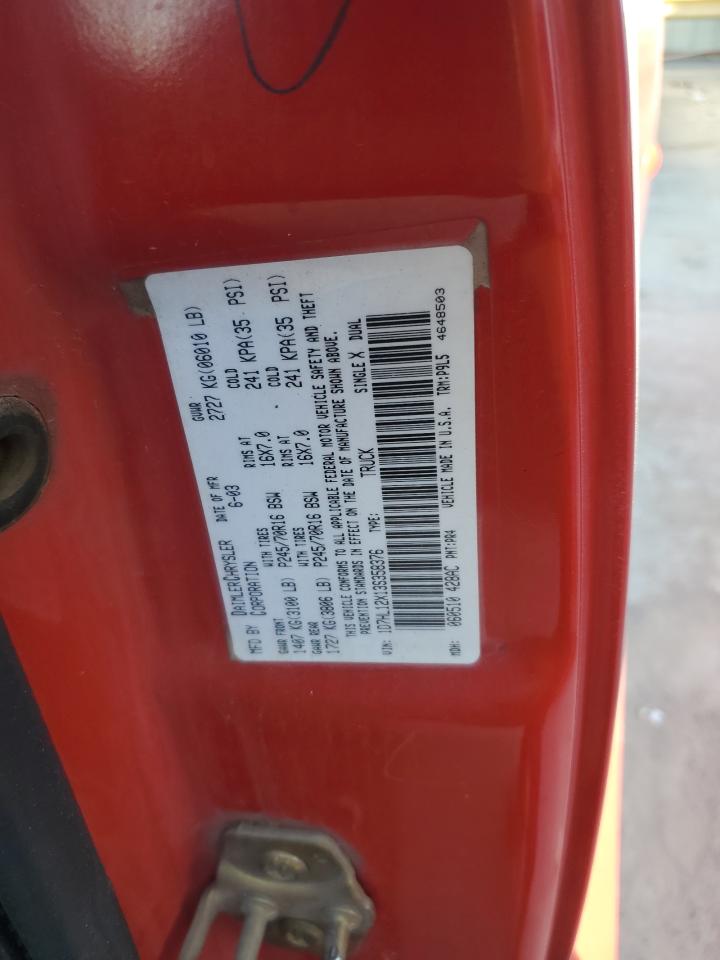 MFD BY DAIMLERCHRYSLER CORPORATION DATE OF MFR 6-03 GVWR 2727 KG(06010 LB)
GAWR FRONT WITH TIRES RIMS AT COLD
1407 KG(3100 LB) P245/70R16 BSW 16X7.0 241 KPA(35 PSI)
GAWR REAR WITH TIRES RIMS AT COLD
1727 KG(3806 LB) P245/70R16 BSW 16X7.0 241 KPA(35 PSI)
THIS VEHICLE CONFORMS TO ALL APPLICABLE FEDERAL MOTOR VEHICLE SAFETY AND THEFT
PREVENTION STANDARDS IN EFFECT ON THE DATE OF MANUFACTURE SHOWN ABOVE.
VIN: 1D7HL12X13S358376 TYPE: TRUCK SINGLE X DUAL
MDH: 060510 428AC PNT:PR4 VEHICLE MADE IN U.S.A. TRM:P9L5 4648503